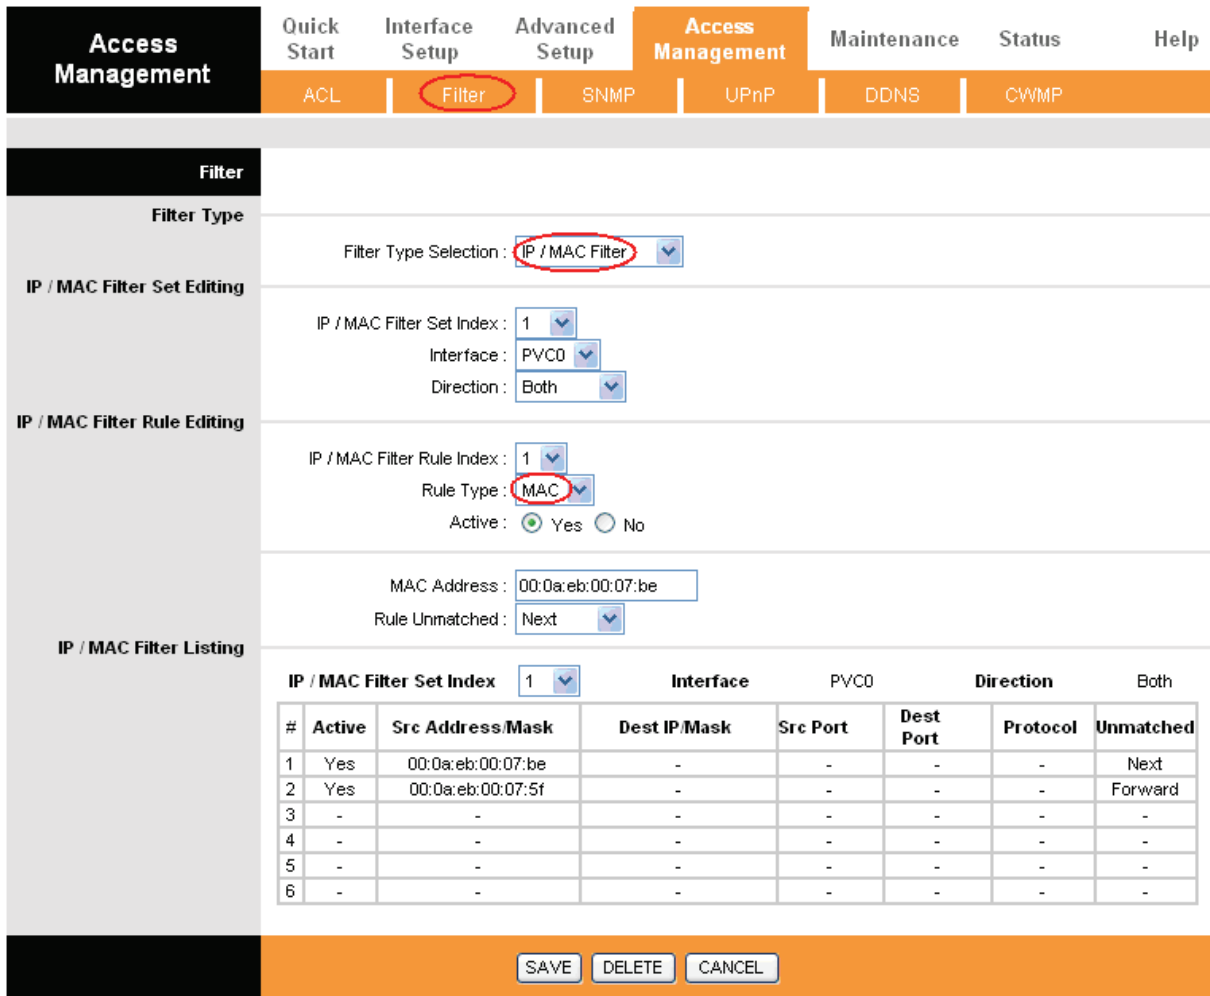 Access Management
Quick Start
Interface Setup
Advanced Setup
Access Management
Maintenance
Status
Help
ACL
Filter
SNMP
UPnP
DDNS
CWMP
Filter
Filter Type
Filter Type Selection : IP / MAC Filter
IP / MAC Filter Set Editing
IP / MAC Filter Set Index : 1
Interface : PVC0
Direction : Both
IP / MAC Filter Rule Editing
IP / MAC Filter Rule Index : 1
Rule Type : MAC
Active : Yes No
MAC Address : 00:0a:eb:00:07:be
Rule Unmatched : Next
IP / MAC Filter Listing
IP / MAC Filter Set Index 1 Interface PVC0 Direction Both
# Active Src Address/Mask Dest IP/Mask Src Port Dest Port Protocol Unmatched
1 Yes 00:0a:eb:00:07:be - - - - Next
2 Yes 00:0a:eb:00:07:5f - - - - Forward
3 - - - - - - -
4 - - - - - - -
5 - - - - - - -
6 - - - - - - -
SAVE DELETE CANCEL